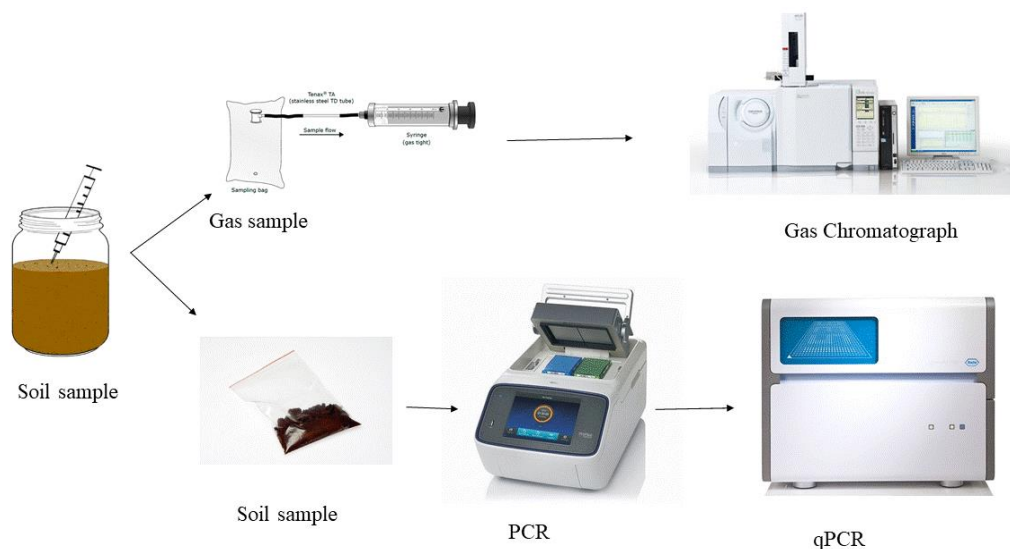 Tenax® TA
(stainless steel TD tube)
Sample flow
Syringe
(gas tight)
Sampling bag
Gas sample
Gas Chromatograph
Soil sample
Soil sample
PCR
qPCR